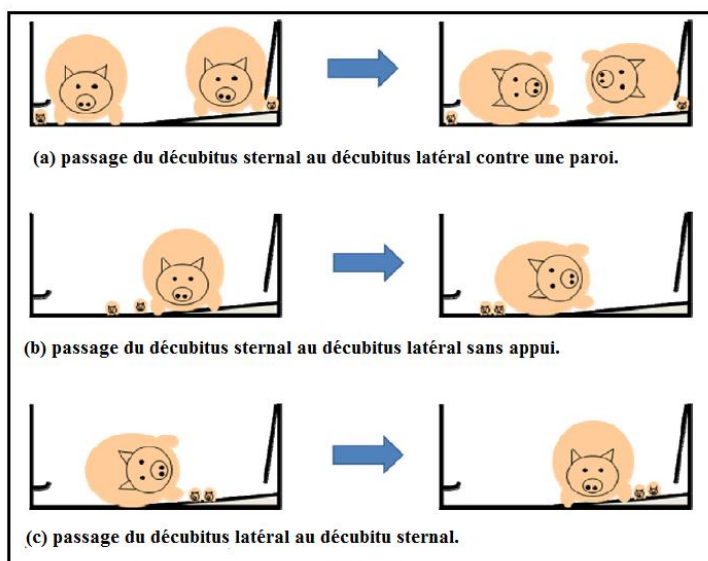 (a) passage du décubitus sternal au décubitus latéral contre une paroi.
(b) passage du décubitus sternal au décubitus latéral sans appui.
(c) passage du décubitus latéral au décubitu sternal.